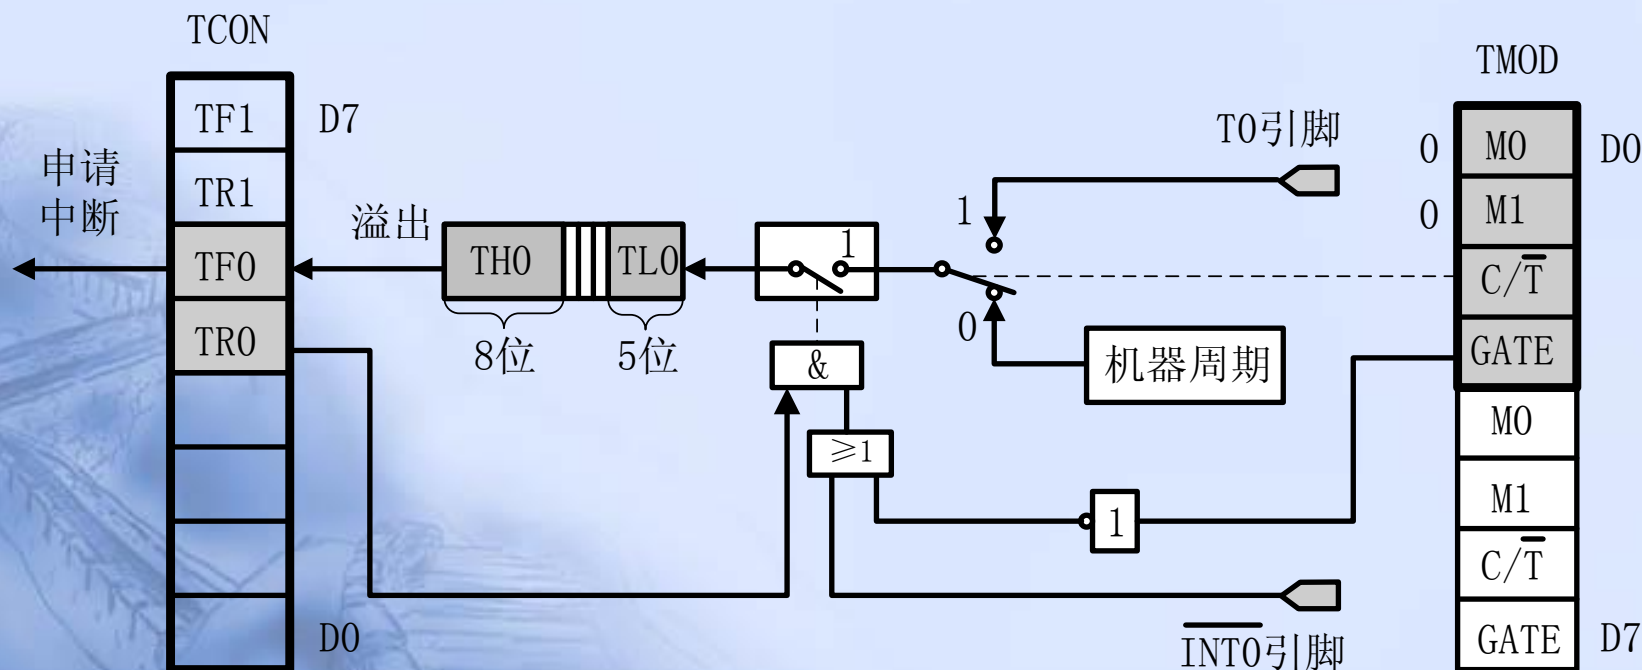 TCON
TF1
D7
TR1
TF0
TR0
D0
申请
中断
溢出
TH0
TL0
8位
5位
1
&
≥1
1
0
T0引脚
机器周期
1
INT0引脚
TMOD
0
M0
D0
0
M1
C/T̅
GATE
M0
M1
C/T̅
GATE
D7